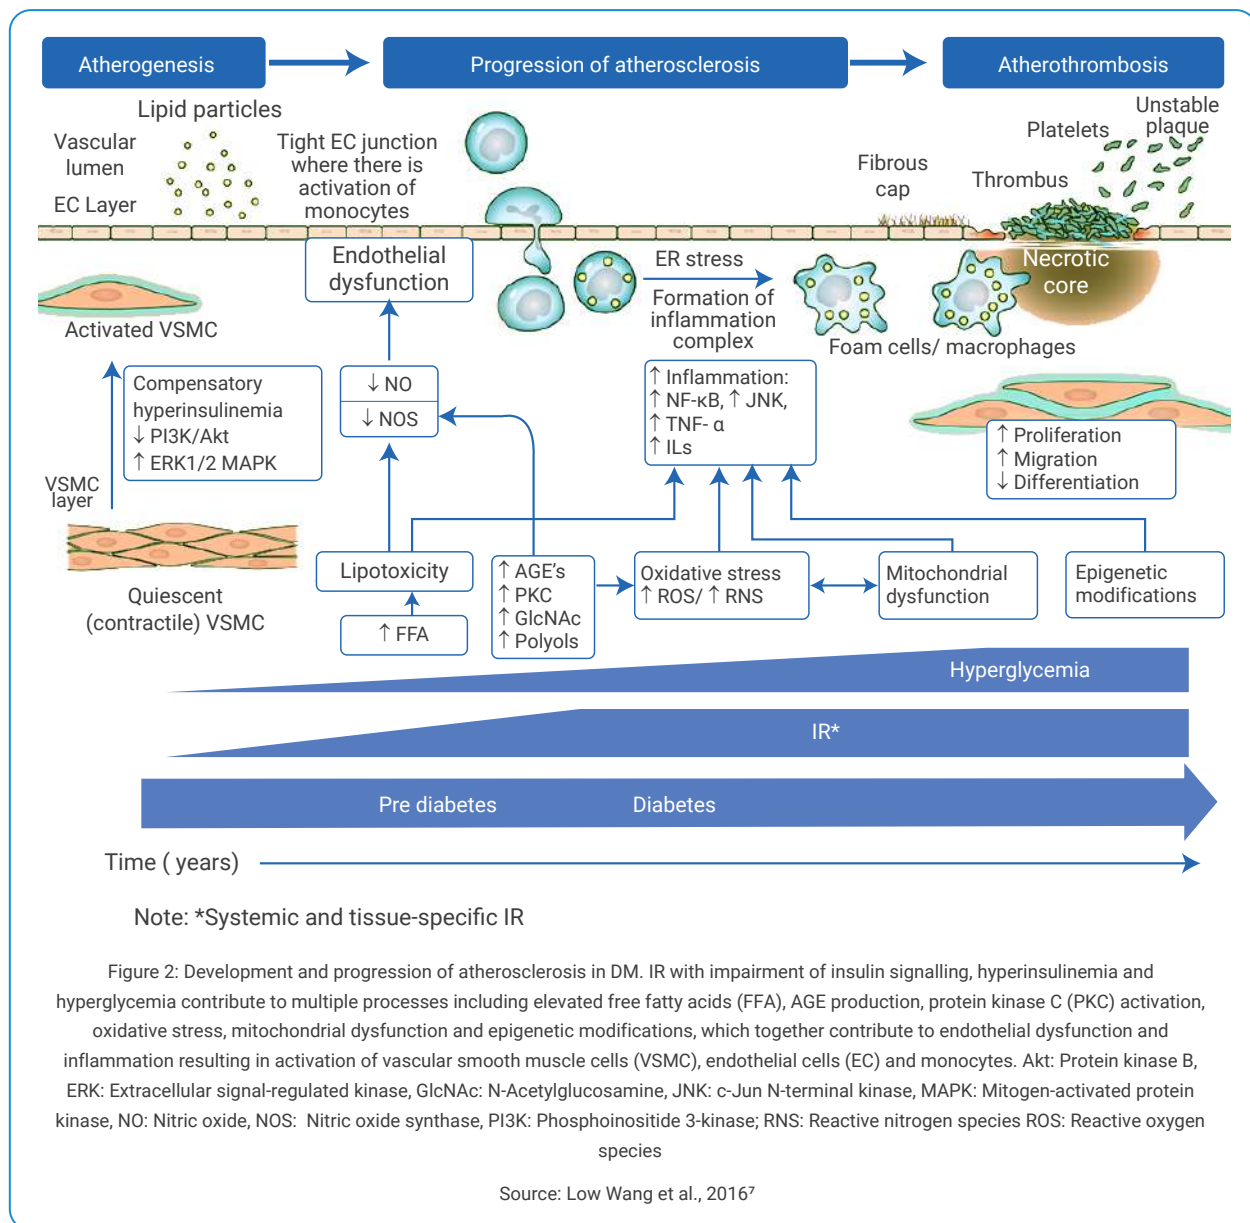 Atherogenesis
Progression of atherosclerosis
Atherothrombosis
Lipid particles
Vascular
lumen
EC Layer
Tight EC junction
where there is
activation of
monocytes
Fibrous
cap
Platelets
Unstable
plaque
Thrombus
Endothelial
dysfunction
ER stress
Formation of
inflammation
complex
Necrotic
core
Foam cells/ macrophages
Activated VSMC
Compensatory
hyperinsulinemia
↓ PI3K/Akt
↑ ERK1/2 MAPK
↓ NO
↓ NOS
↑ Inflammation:
↑ NF-κB, ↑ JNK,
↑ TNF- α
↑ ILs
↑ Proliferation
↑ Migration
↓ Differentiation
VSMC
layer
Quiescent
(contractile) VSMC
Lipotoxicity
↑ FFA
↑ AGE's
↑ PKC
↑ GlcNAc
↑ Polyols
Oxidative stress
↑ ROS/ ↑ RNS
Mitochondrial
dysfunction
Epigenetic
modifications
Hyperglycemia
IR*
Pre diabetes
Diabetes
Time ( years)
Note: *Systemic and tissue-specific IR
Figure 2: Development and progression of atherosclerosis in DM. IR with impairment of insulin signalling, hyperinsulinemia and
hyperglycemia contribute to multiple processes including elevated free fatty acids (FFA), AGE production, protein kinase C (PKC) activation,
oxidative stress, mitochondrial dysfunction and epigenetic modifications, which together contribute to endothelial dysfunction and
inflammation resulting in activation of vascular smooth muscle cells (VSMC), endothelial cells (EC) and monocytes. Akt: Protein kinase B,
ERK: Extracellular signal-regulated kinase, GlcNAc: N-Acetylglucosamine, JNK: c-Jun N-terminal kinase, MAPK: Mitogen-activated protein
kinase, NO: Nitric oxide, NOS: Nitric oxide synthase, PI3K: Phosphoinositide 3-kinase; RNS: Reactive nitrogen species ROS: Reactive oxygen
species
Source: Low Wang et al., 2016⁷